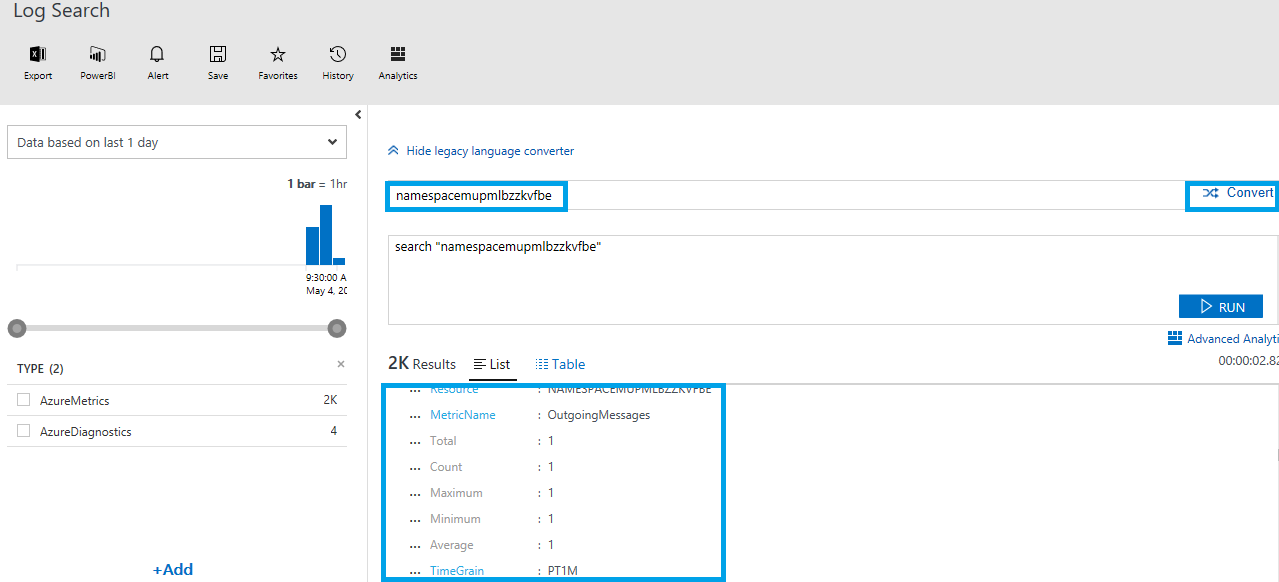 Log Search
Export PowerBI Alert Save Favorites History Analytics
Data based on last 1 day
1 bar = 1hr
9:30:00 A
May 4, 20
TYPE (2)
AzureMetrics 2K
AzureDiagnostics 4
+Add
Hide legacy language converter
namespacemupmlbzzkvfbe
Convert
search "namespacemupmlbzzkvfbe"
RUN
Advanced Analyti
00:00:02.82
2K Results List Table
... Resource : NAMESPACEMUPMLBZZKVFBE
... MetricName : OutgoingMessages
... Total : 1
... Count : 1
... Maximum : 1
... Minimum : 1
... Average : 1
... TimeGrain : PT1M